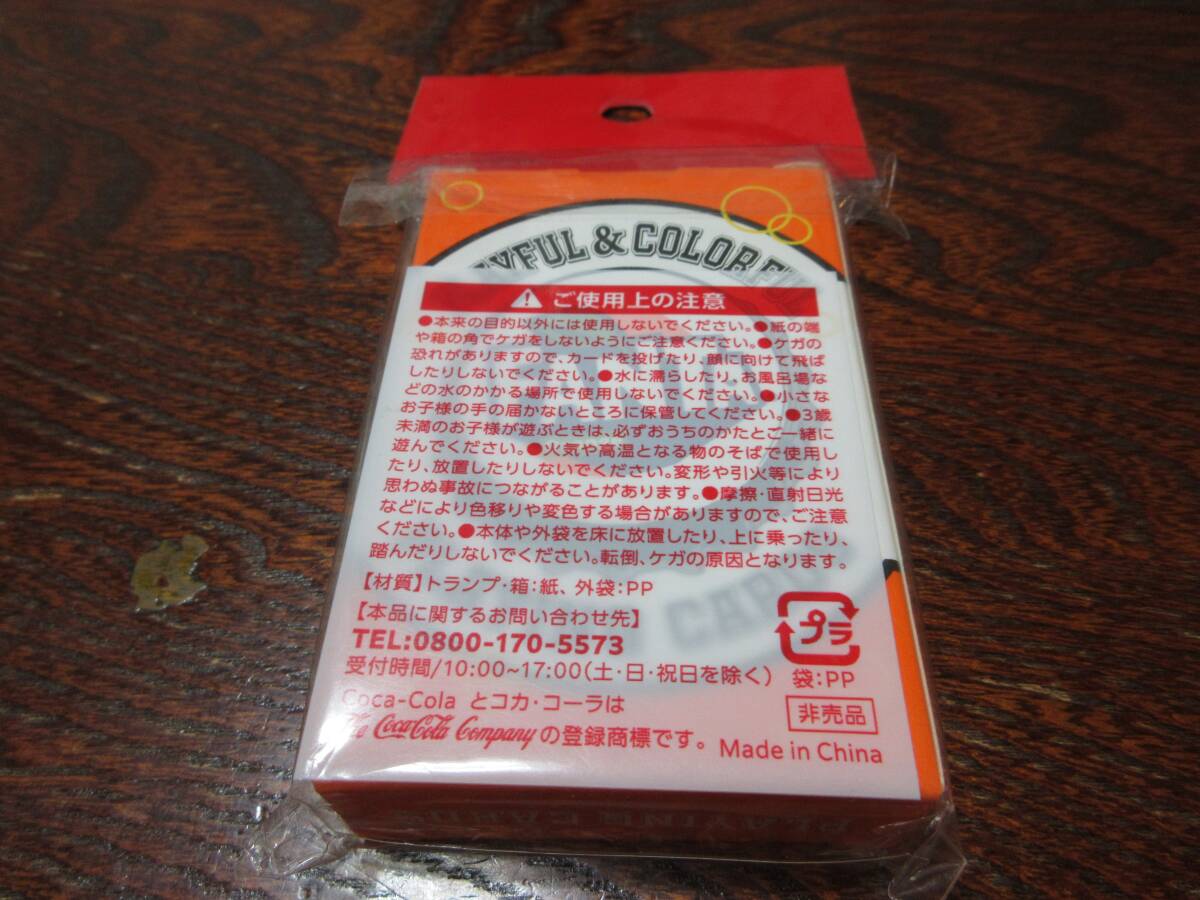 & COLORFUL
ご使用上の注意
●本来の目的以外には使用しないでください。●紙の端
や箱の角でケガをしないようにご注意ください。●ケガの
恐れがありますので、カードを投げたり、顔に向けて飛ば
したりしないでください。●水に濡らしたり、お風呂場な
どの水のかかる場所で使用しないでください。●小さな
お子様の手の届かないところに保管してください。●3歳
未満のお子様が遊ぶときは、必ずおうちのかたとご一緒に
遊んでください。●火気や高温となる物のそばで使用し
たり、放置したりしないでください。変形や引火等により
思わぬ事故につながることがあります。●摩擦・直射日光
などにより色移りや変色する場合がありますので、ご注意
ください。●本体や外袋を床に放置したり、上に乗ったり、
踏んだりしないでください。転倒、ケガの原因となります。
【材質】トランプ・箱:紙、外袋:PP
【本品に関するお問い合わせ先】
TEL:0800-170-5573
受付時間/10:00~17:00(土・日・祝日を除く)
プラ
袋:PP
Coca-Cola とコカ・コーラは
The Coca-Cola Company の登録商標です。
非売品
Made in China
PLAYING CARDS